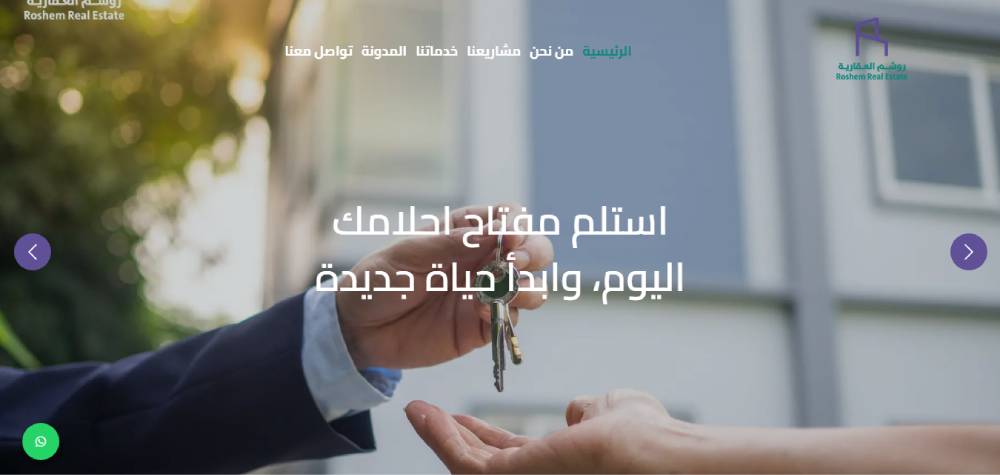 روشم العقارية
Roshem Real Estate
الرئيسية من نحن مشاريعنا خدماتنا المدونة تواصل معنا
روشم العقارية
Roshem Real Estate
استلم مفتاح احلامك
اليوم، وابدأ حياة جديدة